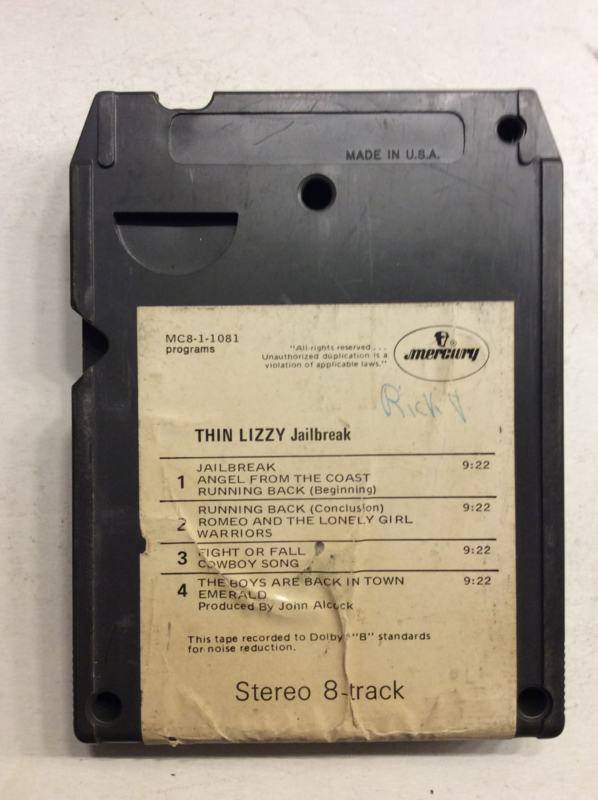 MADE IN U.S.A.
MC8-1-1081
programs
"All rights reserved . . .
Unauthorized duplication is a
violation of applicable laws."
mercury
®
Rick V
THIN LIZZY Jailbreak
1 JAILBREAK 9:22
ANGEL FROM THE COAST
RUNNING BACK (Beginning)
2 RUNNING BACK (Conclusion) 9:22
ROMEO AND THE LONELY GIRL
WARRIORS
3 FIGHT OR FALL 9:22
COWBOY SONG
4 THE BOYS ARE BACK IN TOWN 9:22
EMERALD
Produced By John Alcock
This tape recorded to Dolby "B" standards
for noise reduction.
Stereo 8-track